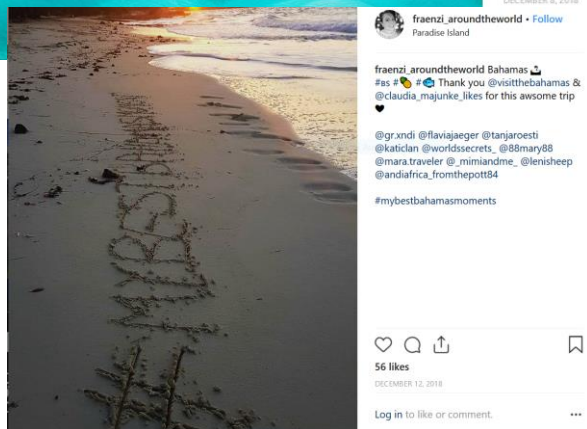 DECEMBER 8, 2018
fraenzi_aroundtheworld • Follow
Paradise Island
fraenzi_aroundtheworld Bahamas 🏝
#BS #🍍 #🐠 Thank you @visitthebahamas &
@claudia_majunke_likes for this awsome trip
🖤
@gr.xndi @flaviajaeger @tanjaroesti
@katiclan @worldssecrets_ @88mary88
@mara.traveler @_mimiandme_ @lenisheep
@andiafrica_fromthepott84
#mybestbahamasmoments
56 likes
DECEMBER 12, 2018
Log in to like or comment.